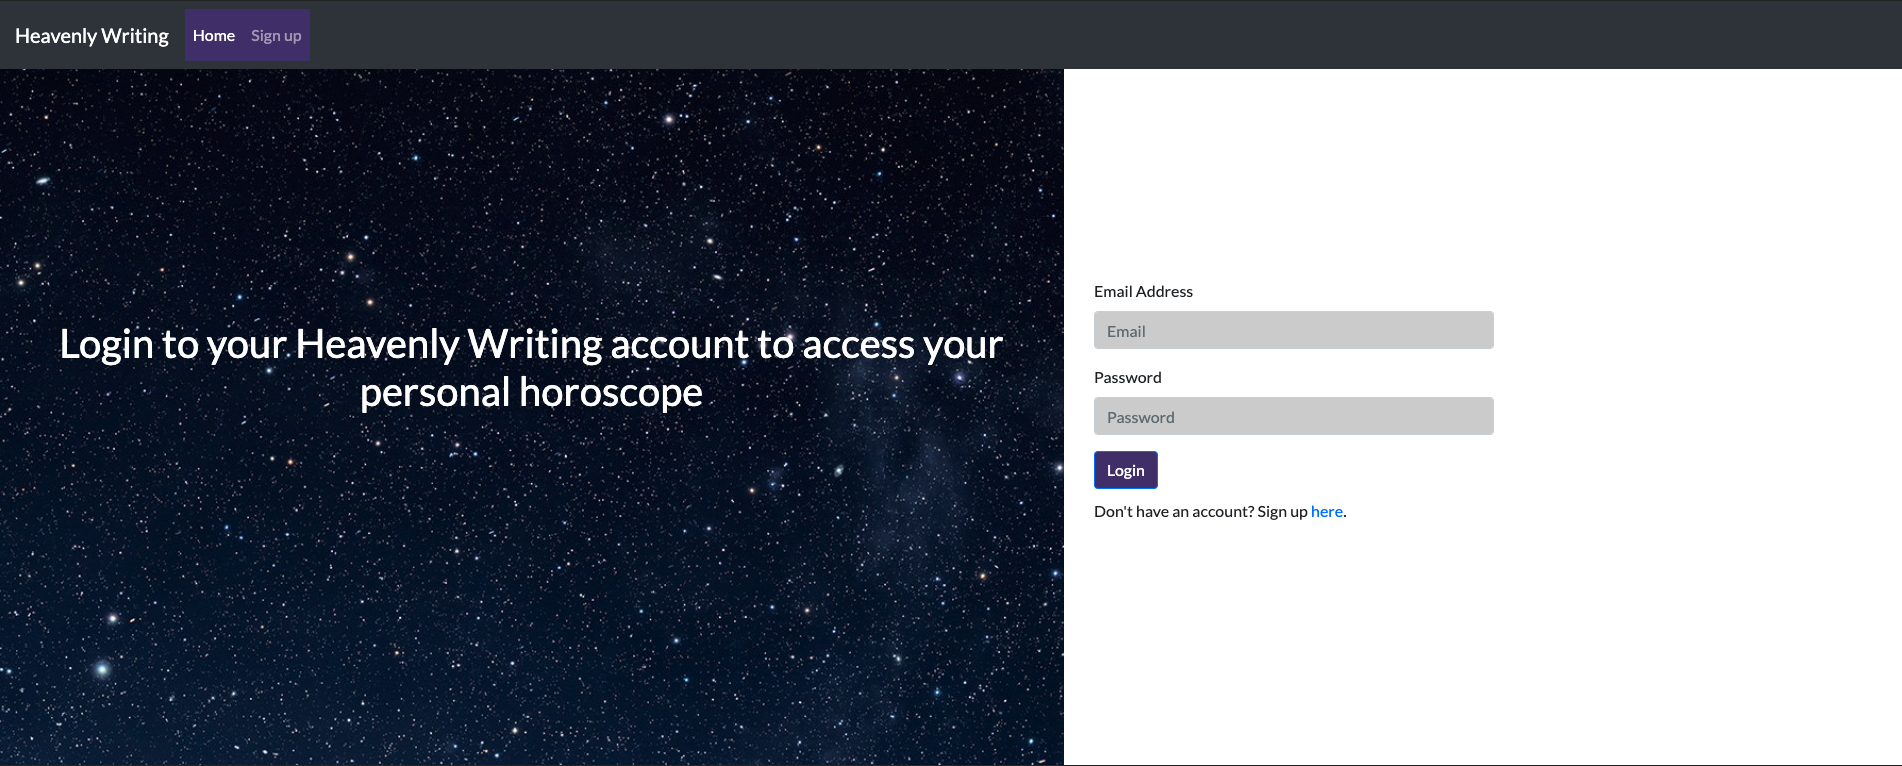 Heavenly Writing Home Sign up
Login to your Heavenly Writing account to access your
personal horoscope
Email Address
Email
Password
Password
Login
Don't have an account? Sign up here.